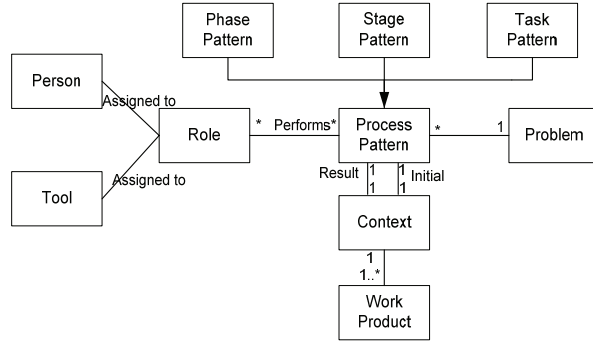 Phase
Pattern
Stage
Pattern
Task
Pattern
Person
Assigned to
Role
* Performs*
Process
Pattern
* 1
Problem
Tool
Assigned to
Result 1 1 Initial
1 1
Context
1
1..*
Work
Product